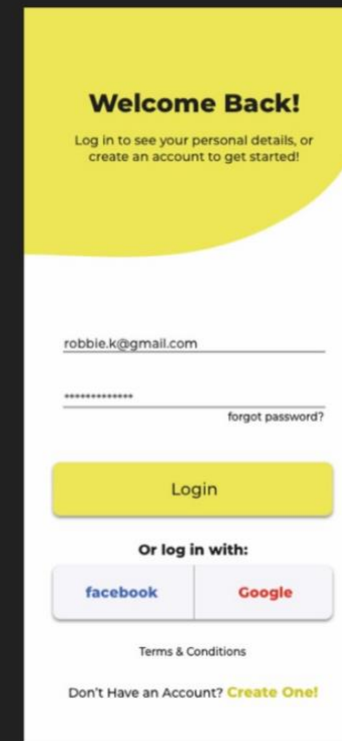 Welcome Back!
Log in to see your personal details, or
create an account to get started!
robbie.k@gmail.com
•••••••••••••
forgot password?
Login
Or log in with:
facebook
Google
Terms & Conditions
Don't Have an Account? Create One!